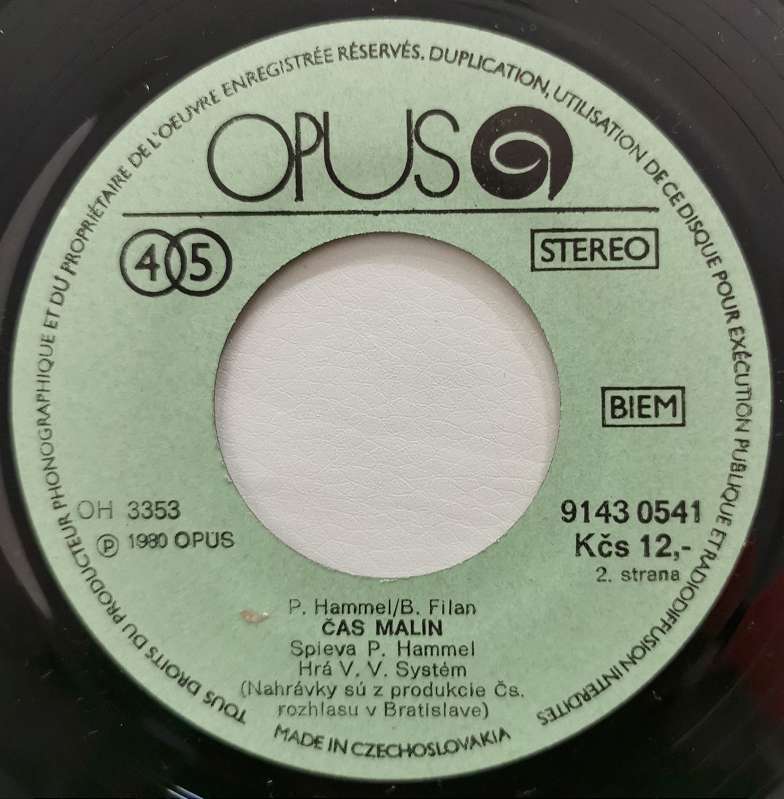 TOUS DROITS DU PRODUCTEUR PHONOGRAPHIQUE ET DU PROPRIÉTAIRE DE L'OEUVRE ENREGISTRÉE RÉSERVÉS. DUPLICATION, UTILISATION DE CE DISQUE POUR EXÉCUTION PUBLIQUE ET RADIODIFFUSION INTERDITES
OPUS
45
STEREO
BIEM
OH 3353
℗ 1980 OPUS
9143 0541
Kčs 12,-
2. strana
P. Hammel/B. Filan
ČAS MALÍN
Spieva P. Hammel
Hrá V. V. Systém
(Nahrávky sú z produkcie Čs.
rozhlasu v Bratislave)
MADE IN CZECHOSLOVAKIA